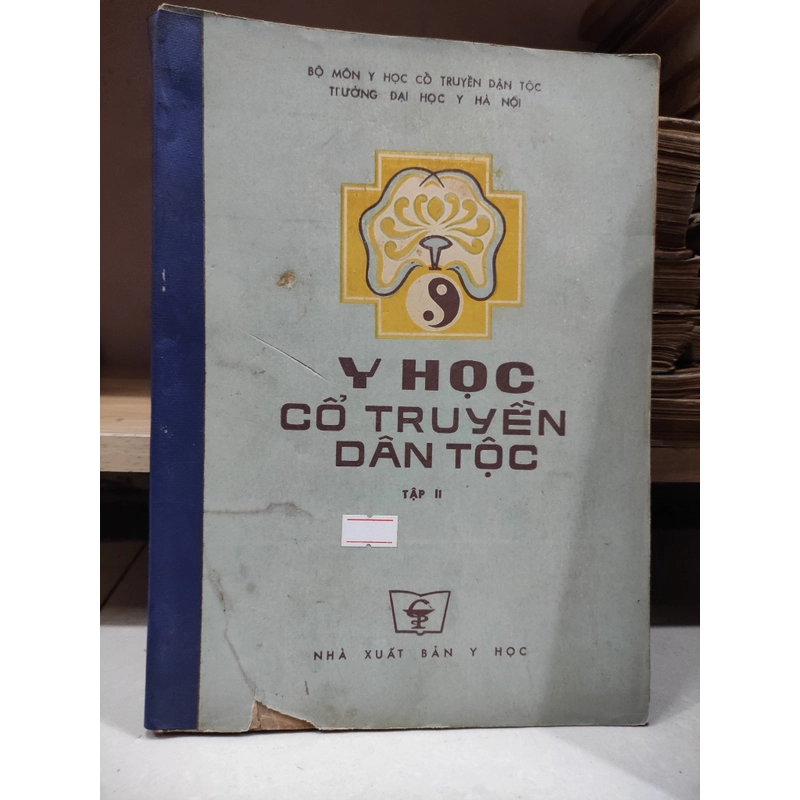 BỘ MÔN Y HỌC CỔ TRUYỀN DÂN TỘC
TRƯỜNG ĐẠI HỌC Y HÀ NỘI
Y HỌC
CỔ TRUYỀN
DÂN TỘC
TẬP II
NHÀ XUẤT BẢN Y HỌC